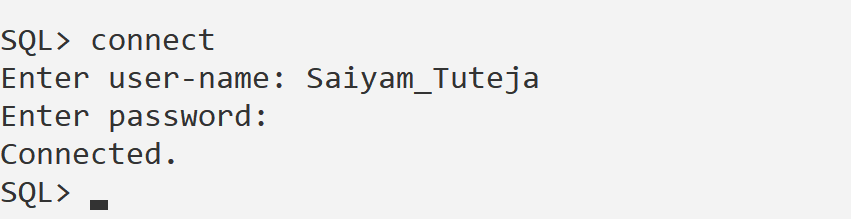 SQL> connect
Enter user-name: Saiyam_Tuteja
Enter password:
Connected.
SQL>